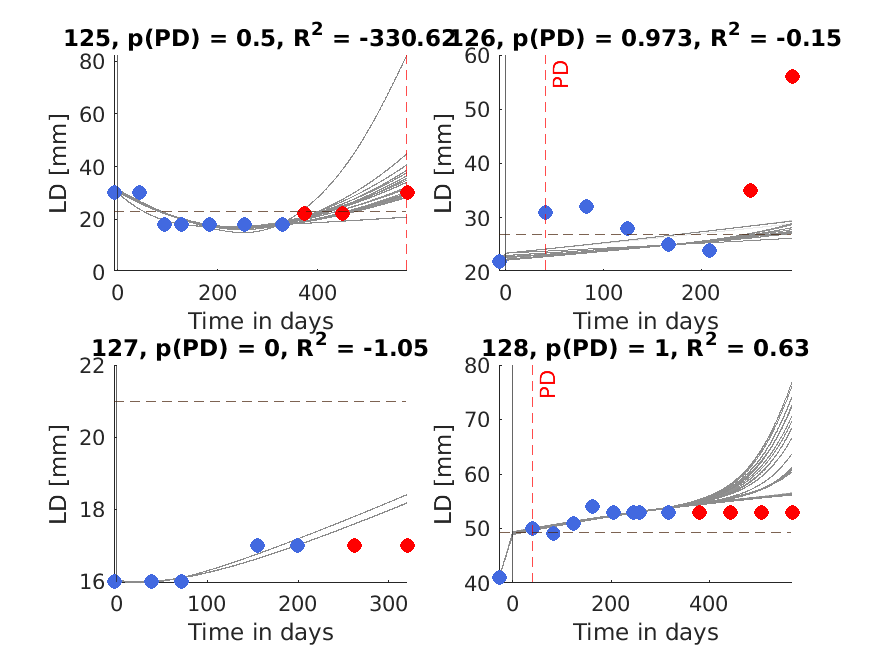 125, p(PD) = 0.5, R² = -330.62
126, p(PD) = 0.973, R² = -0.15
80
60
40
20
0
LD [mm]
0
200
400
Time in days
60
50
40
30
20
LD [mm]
PD
0
100
200
Time in days
127, p(PD) = 0, R² = -1.05
128, p(PD) = 1, R² = 0.63
22
20
18
16
LD [mm]
0
100
200
300
Time in days
80
70
60
50
40
LD [mm]
PD
0
200
400
Time in days